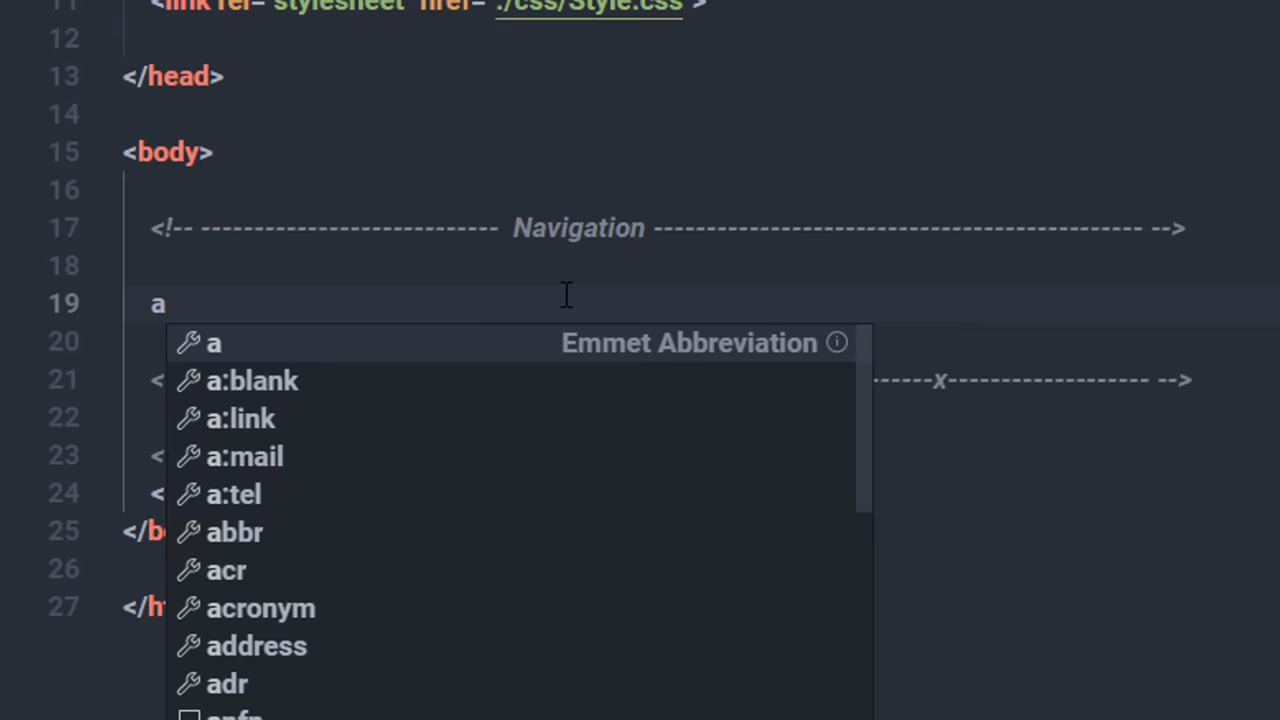 11 <link rel="stylesheet" href="./css/Style.css">
12
13 </head>
14
15 <body>
16
17 <!-- ---------------------------- Navigation ---------------------------------------------- -->
18
19 a
20 a Emmet Abbreviation
a:blank
21 < ------x------------------- -->
22 a:link
23 < a:mail
24 < a:tel
25 </b abbr
26 acr
27 </h acronym
address
adr